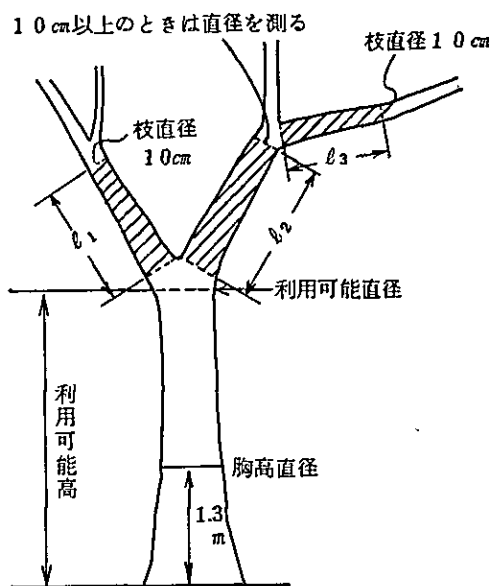 10cm以上のときは直径を測る
枝直径10cm
枝直径
10cm
ℓ1
ℓ2
ℓ3
利用可能直径
利用可能高
胸高直径
1.3
m